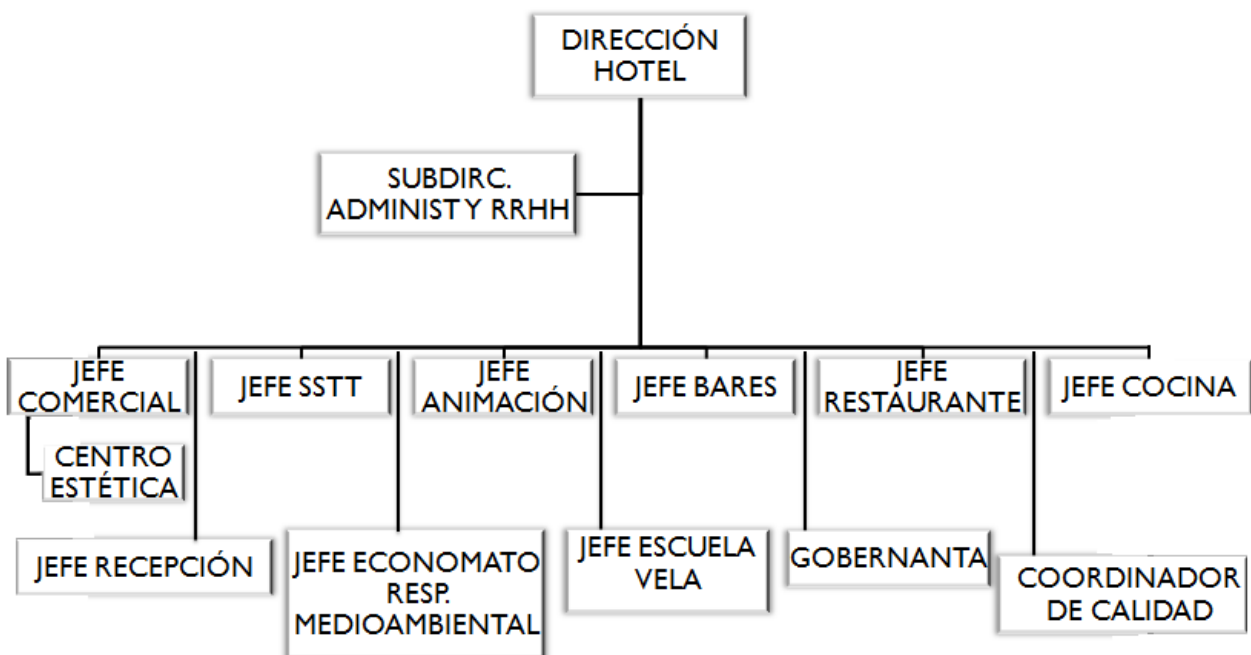 DIRECCIÓN
HOTEL
SUBDIRC.
ADMINIST Y RRHH
JEFE
COMERCIAL
JEFE SSTT
JEFE
ANIMACIÓN
JEFE BARES
JEFE
RESTAURANTE
JEFE COCINA
CENTRO
ESTÉTICA
JEFE RECEPCIÓN
JEFE ECONOMATO
RESP.
MEDIOAMBIENTAL
JEFE ESCUELA
VELA
GOBERNANTA
COORDINADOR
DE CALIDAD